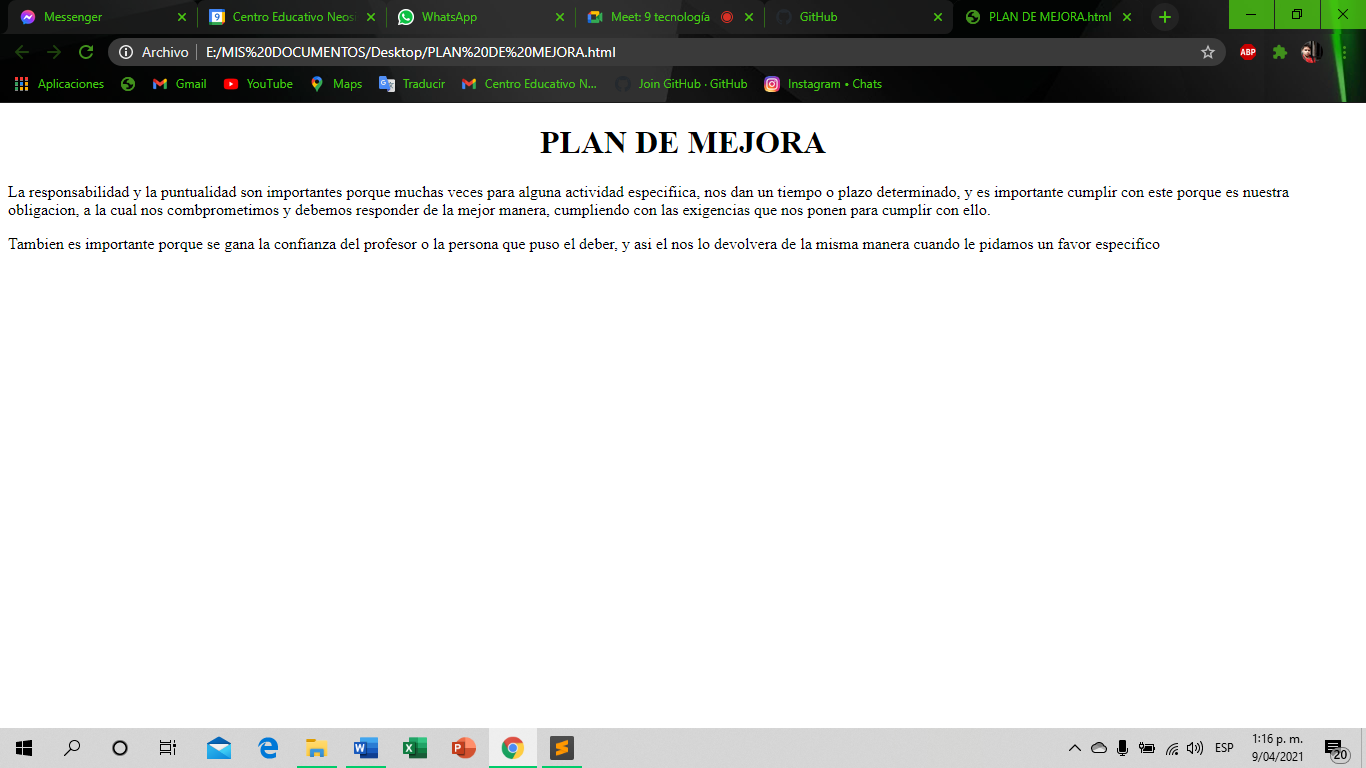 Messenger
Centro Educativo Neosi
WhatsApp
Meet: 9 tecnología
GitHub
PLAN DE MEJORA.html
Archivo
E:/MIS%20DOCUMENTOS/Desktop/PLAN%20DE%20MEJORA.html
ABP
Aplicaciones
Gmail
YouTube
Maps
Traducir
Centro Educativo N...
Join GitHub · GitHub
Instagram • Chats
PLAN DE MEJORA
La responsabilidad y la puntualidad son importantes porque muchas veces para alguna actividad especifiica, nos dan un tiempo o plazo determinado, y es importante cumplir con este porque es nuestra
obligacion, a la cual nos combprometimos y debemos responder de la mejor manera, cumpliendo con las exigencias que nos ponen para cumplir con ello.
Tambien es importante porque se gana la confianza del profesor o la persona que puso el deber, y asi el nos lo devolvera de la misma manera cuando le pidamos un favor especifico
ESP
1:16 p. m.
9/04/2021
20